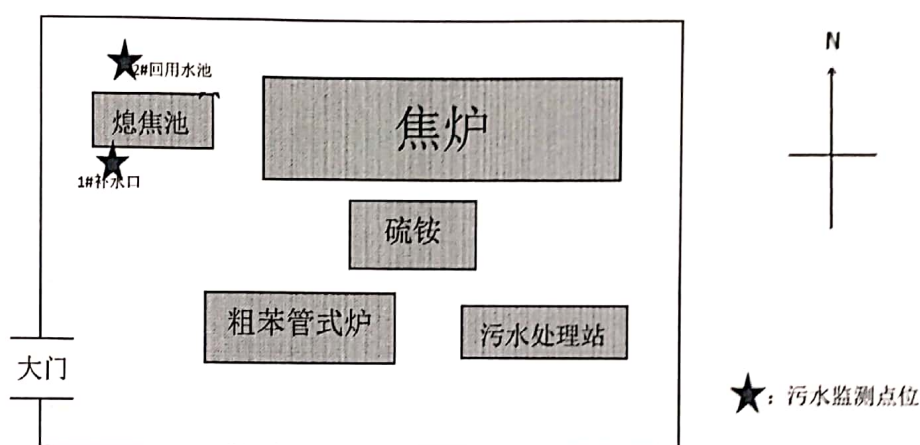 N
2#回用水池
熄焦池
焦炉
1#补水口
硫铵
粗苯管式炉
污水处理站
大门
：污水监测点位